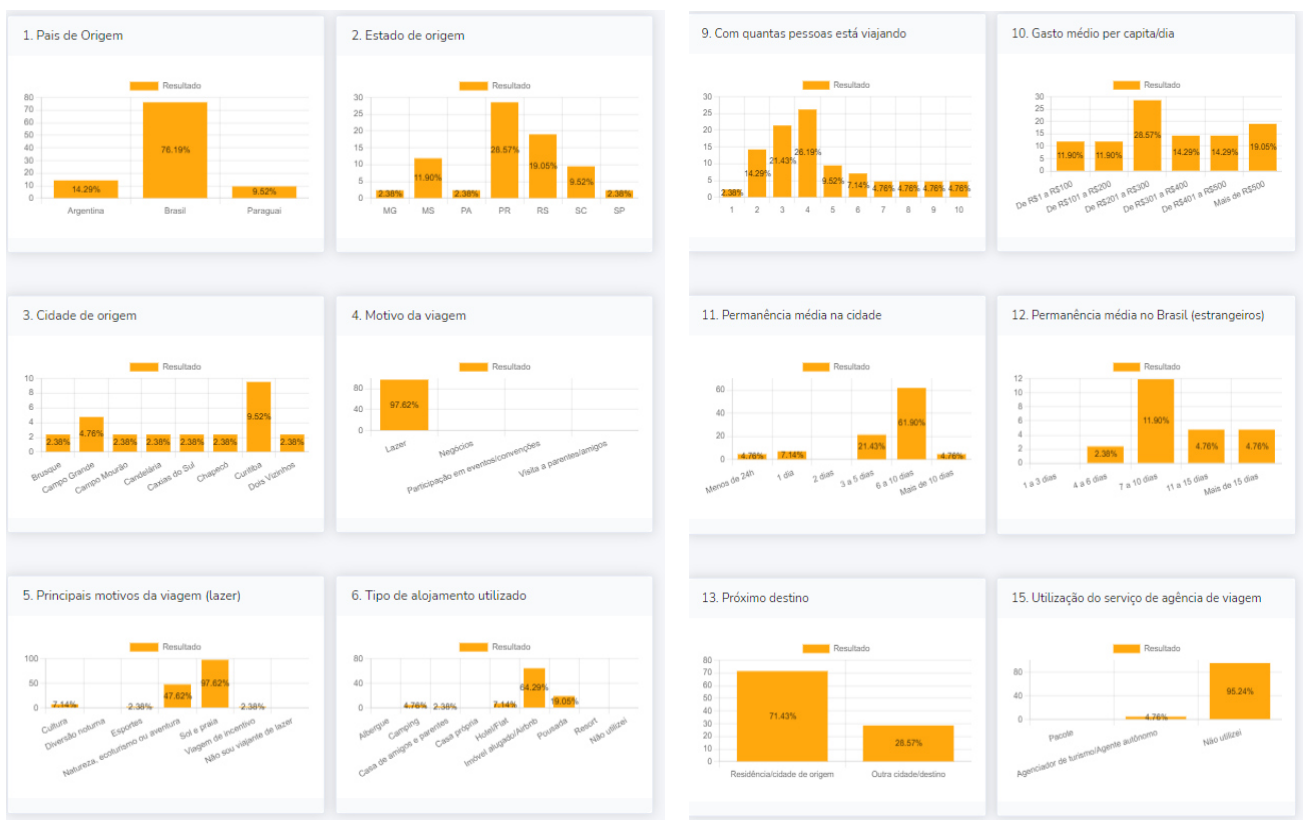 1. Pais de Origem
Resultado
80
70
60
50
40
30
20
10
0
14.29%
76.19%
9.52%
Argentina
Brasil
Paraguai
2. Estado de origem
Resultado
30
25
20
15
10
5
0
2.38%
11.90%
2.38%
28.57%
19.05%
9.52%
2.38%
MG
MS
PA
PR
RS
SC
SP
9. Com quantas pessoas está viajando
Resultado
30
25
20
15
10
5
0
2.38%
14.29%
21.43%
26.19%
9.52%
7.14%
4.76%
4.76%
4.76%
4.76%
1
2
3
4
5
6
7
8
9
10
10. Gasto médio per capita/dia
Resultado
30
25
20
15
10
5
0
11.90%
11.90%
28.57%
14.29%
14.29%
19.05%
De R$1 a R$100
De R$101 a R$200
De R$201 a R$300
De R$301 a R$400
De R$401 a R$500
Mais de R$500
3. Cidade de origem
Resultado
10
8
6
4
2
0
2.38%
4.76%
2.38%
2.38%
2.38%
2.38%
9.52%
2.38%
Brusque
Campo Grande
Campo Mourão
Candelária
Caxias do Sul
Chapecó
Curitiba
Dois Vizinhos
4. Motivo da viagem
Resultado
80
40
0
97.62%
Lazer
Negócios
Participação em eventos/convenções
Visita a parentes/amigos
11. Permanência média na cidade
Resultado
60
40
20
0
4.76%
7.14%
21.43%
61.90%
4.76%
Menos de 24h
1 dia
2 dias
3 a 5 dias
6 a 10 dias
Mais de 10 dias
12. Permanência média no Brasil (estrangeiros)
Resultado
12
10
8
6
4
2
0
2.38%
11.90%
4.76%
4.76%
1 a 3 dias
4 a 6 dias
7 a 10 dias
11 a 15 dias
Mais de 15 dias
5. Principais motivos da viagem (lazer)
Resultado
100
50
0
7.14%
2.38%
47.62%
97.62%
2.38%
Cultura
Diversão noturna
Esportes
Natureza, ecoturismo ou aventura
Sol e praia
Viagem de incentivo
Não sou viajante de lazer
6. Tipo de alojamento utilizado
Resultado
80
40
0
4.76%
2.38%
7.14%
64.29%
19.05%
Albergue
Camping
Casa de amigos e parentes
Casa própria
Hotel/Flat
Imóvel alugado/Airbnb
Pousada
Resort
Não utilizei
13. Próximo destino
Resultado
80
70
60
50
40
30
20
10
0
71.43%
28.57%
Residência/cidade de origem
Outra cidade/destino
15. Utilização do serviço de agência de viagem
Resultado
80
40
0
4.76%
95.24%
Pacote
Agenciador de turismo/Agente autônomo
Não utilizei